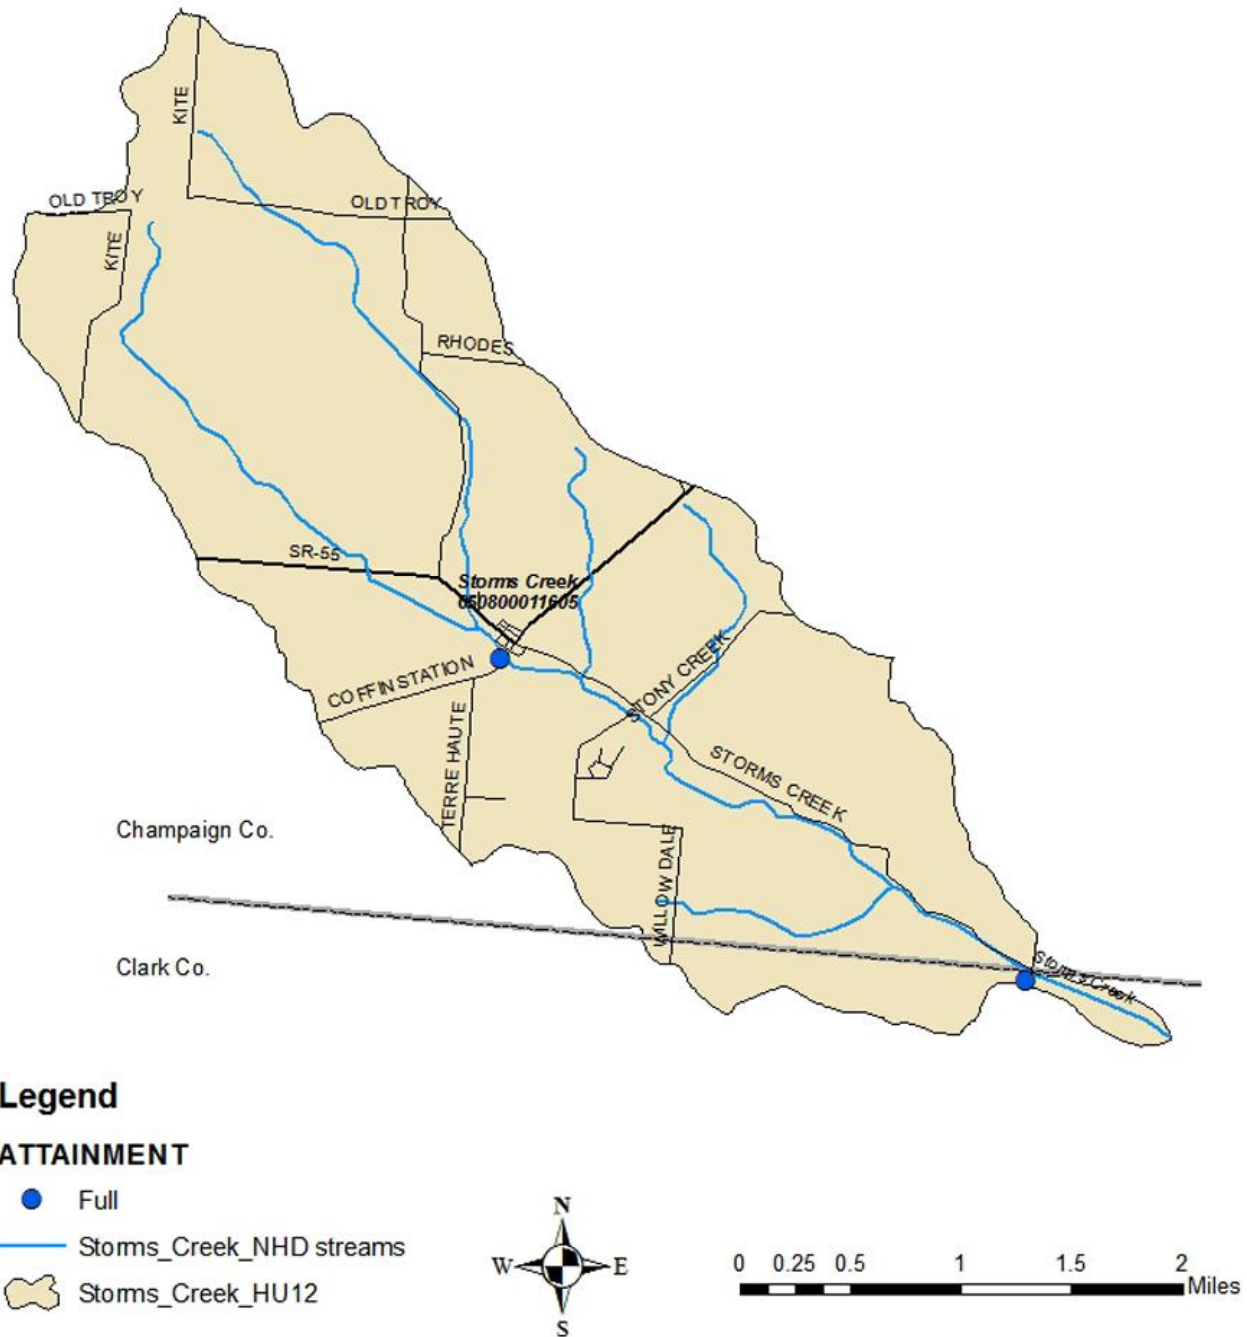 KITE
OLD TROY
OLD TROY
KITE
RHODES
SR-55
Storms Creek
050800011605
COFFIN STATION
STONY CREEK
TERRE HAUTE
STORMS CREEK
Champaign Co.
WILLOW DALE
Clark Co.
Storms Creek
Legend
ATTAINMENT
Full
Storms_Creek_NHD streams
Storms_Creek_HU12
N
W E
S
0 0.25 0.5 1 1.5 2
Miles